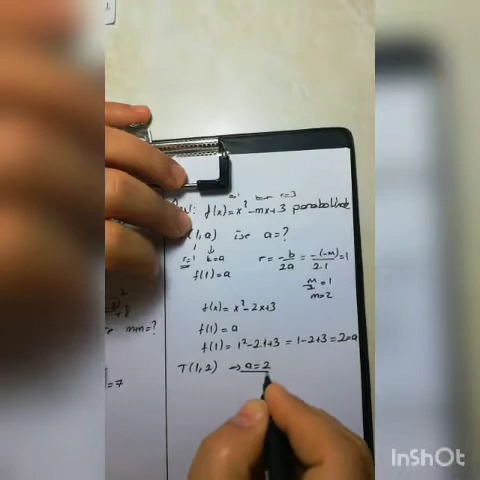 a=1 b=-m c=3
f(x)=x²-mx+3 parabolünde
(1,a) ise a=?
r=1 k=a r=-b/2a=-(-m)/2.1=1
f(1)=a
m/2=1
m=2
f(x)=x²-2x+3
f(1)=a
f(1)=1²-2.1+3=1-2+3=2=a
T(1,2) → a=2
mn=?
=7
InShOt